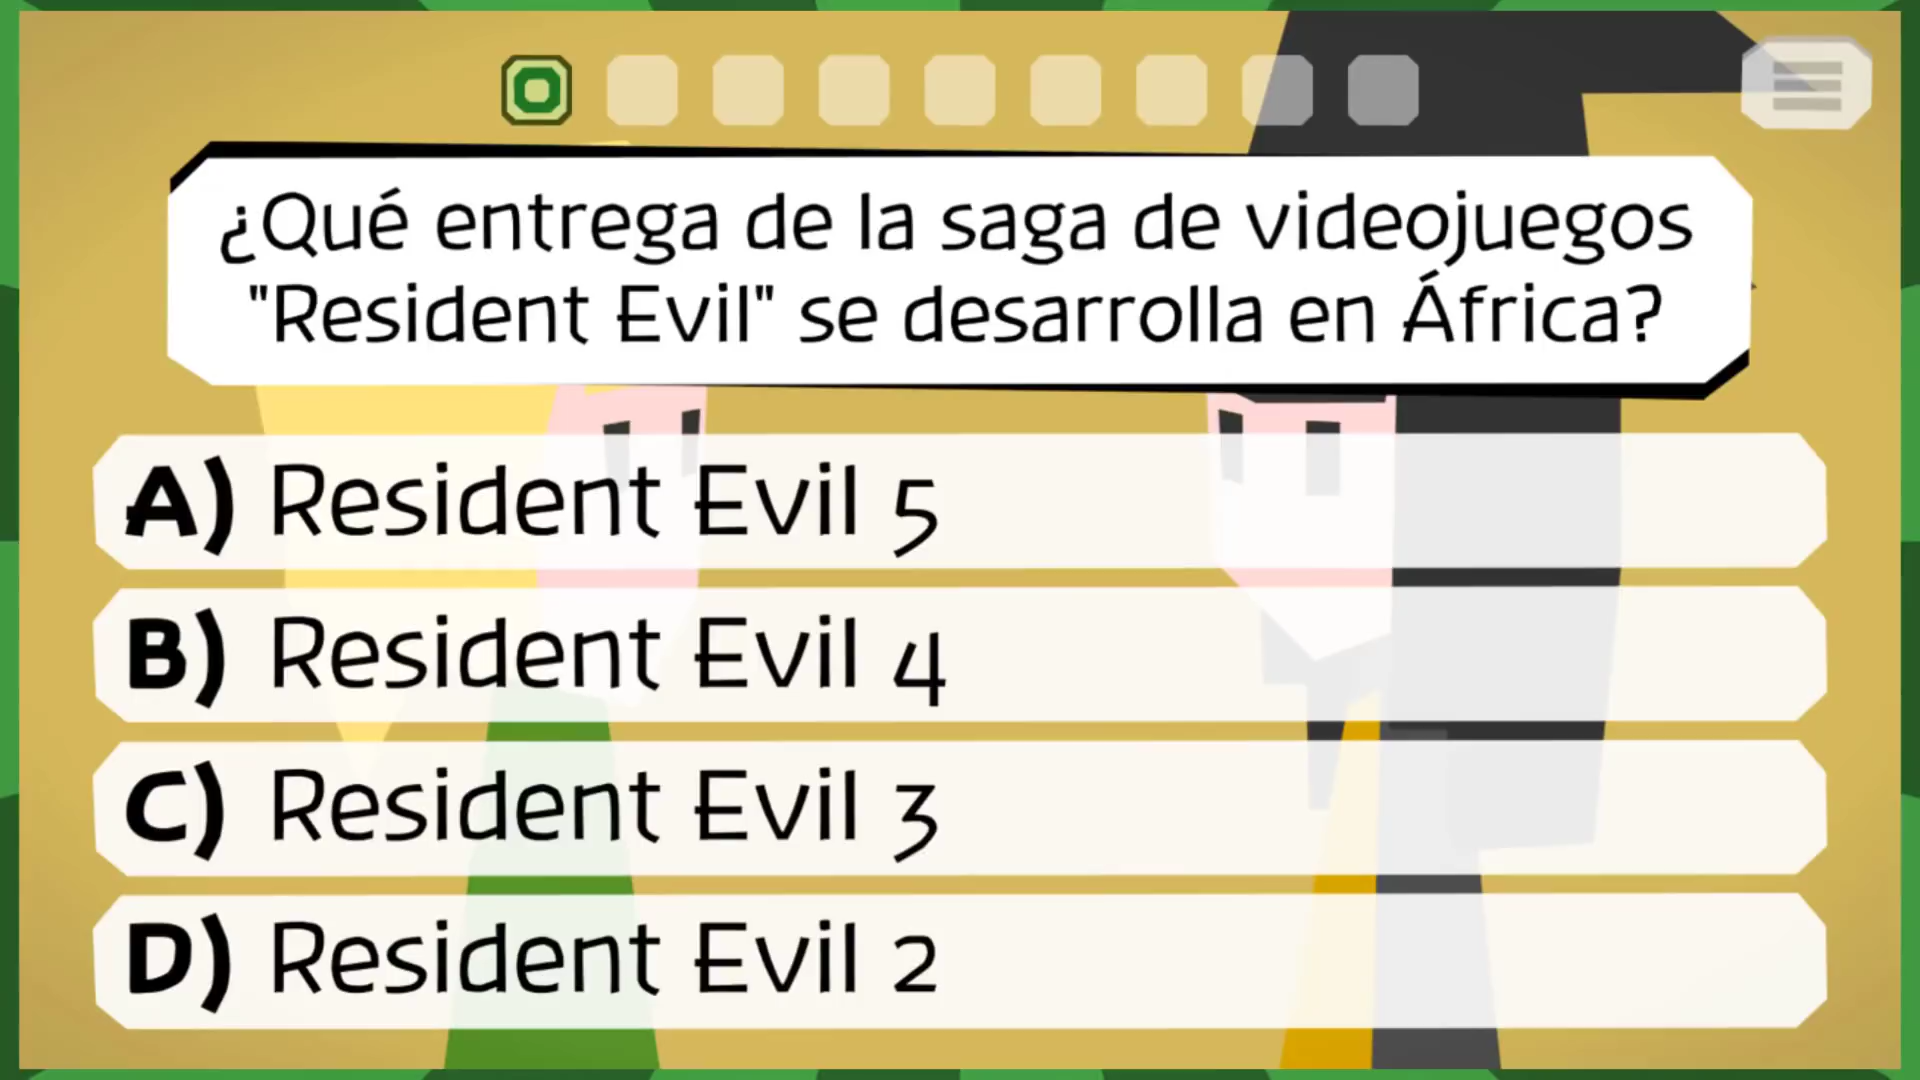 ¿Qué entrega de la saga de videojuegos
"Resident Evil" se desarrolla en África?
A) Resident Evil 5
B) Resident Evil 4
C) Resident Evil 3
D) Resident Evil 2